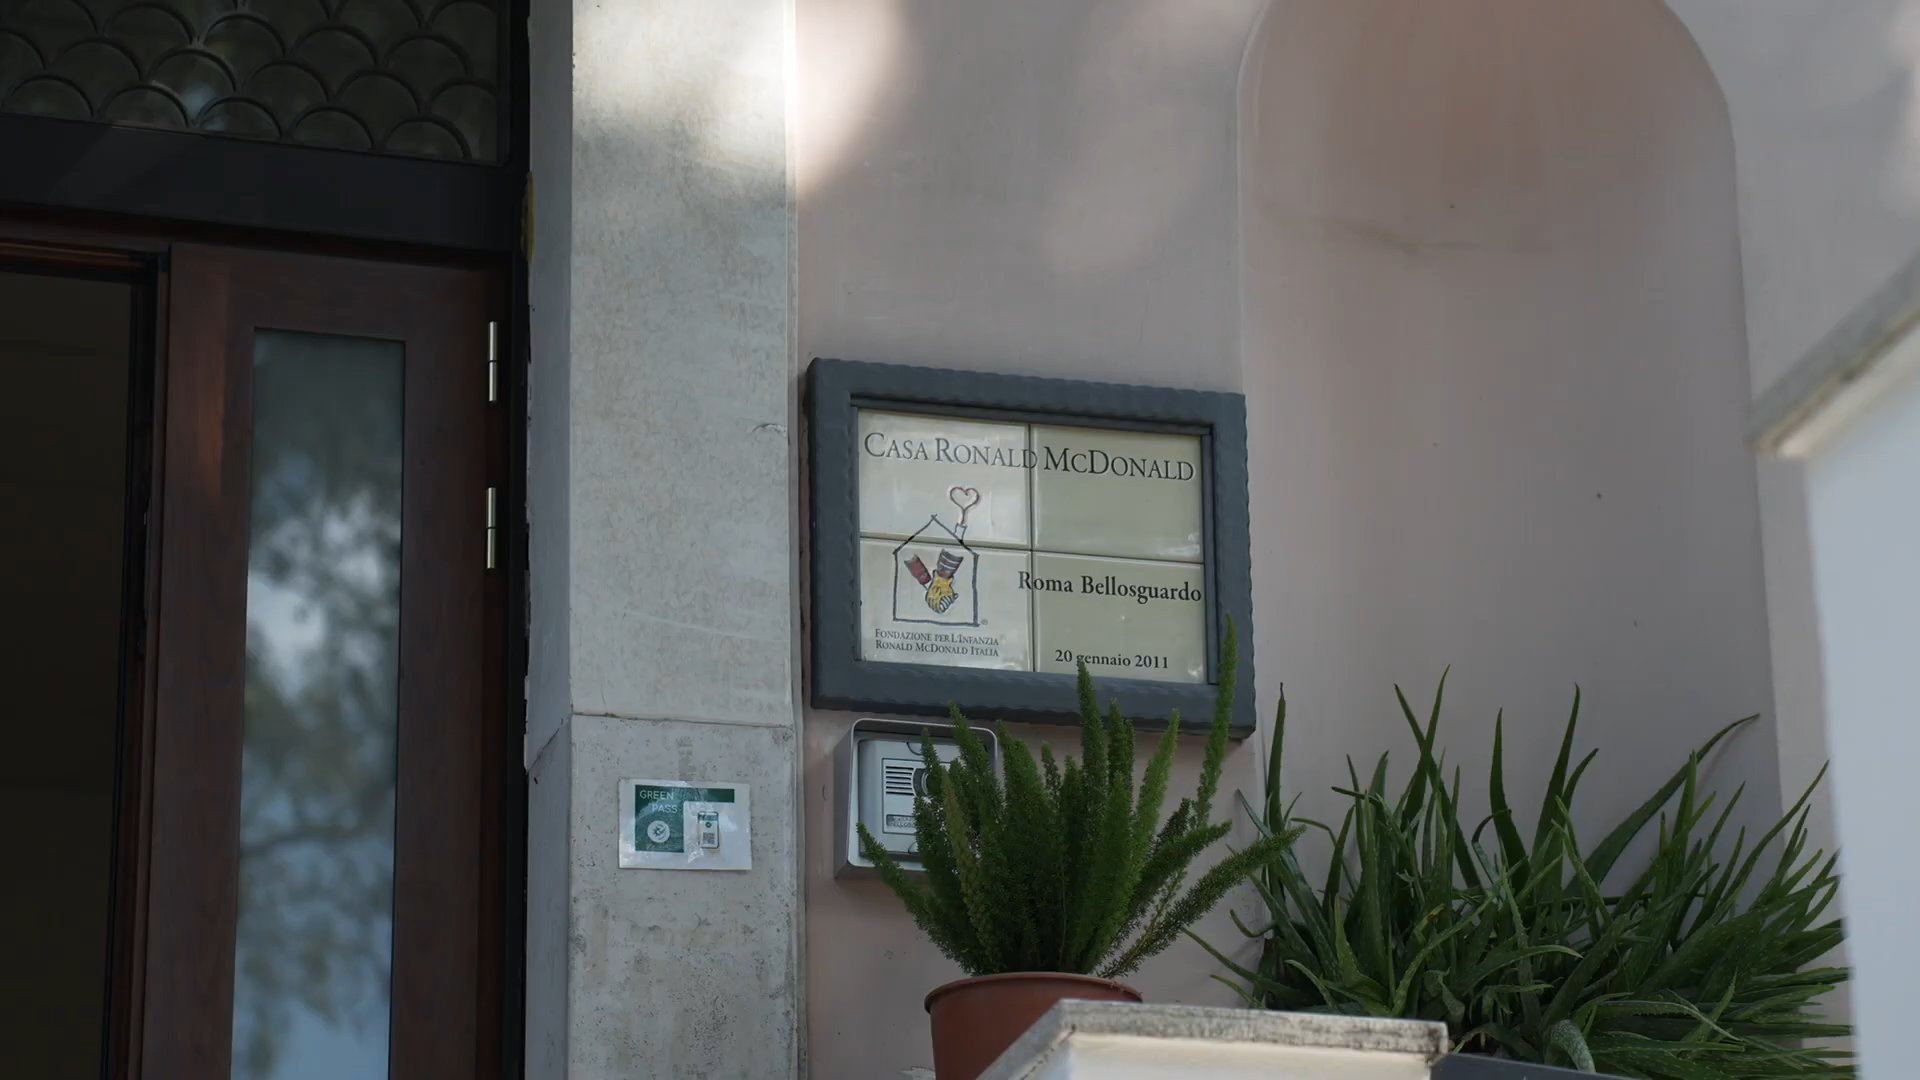 CASA RONALD MCDONALD
Roma Bellosguardo
FONDAZIONE PER L'INFANZIA
RONALD MCDONALD ITALIA
20 gennaio 2011
GREEN
PASS